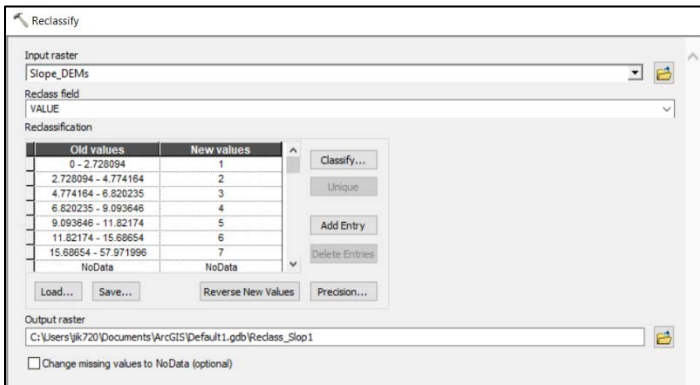 Reclassify
Input raster
Slope_DEMs
Reclass field
VALUE
Reclassification
Old values New values
0 - 2.728094 1
2.728094 - 4.774164 2
4.774164 - 6.820235 3
6.820235 - 9.093646 4
9.093646 - 11.82174 5
11.82174 - 15.68654 6
15.68654 - 57.971996 7
NoData NoData
Classify...
Unique
Add Entry
Delete Entries
Load... Save... Reverse New Values Precision...
Output raster
C:\Users\jik720\Documents\ArcGIS\Default1.gdb\Reclass_Slop1
Change missing values to NoData (optional)